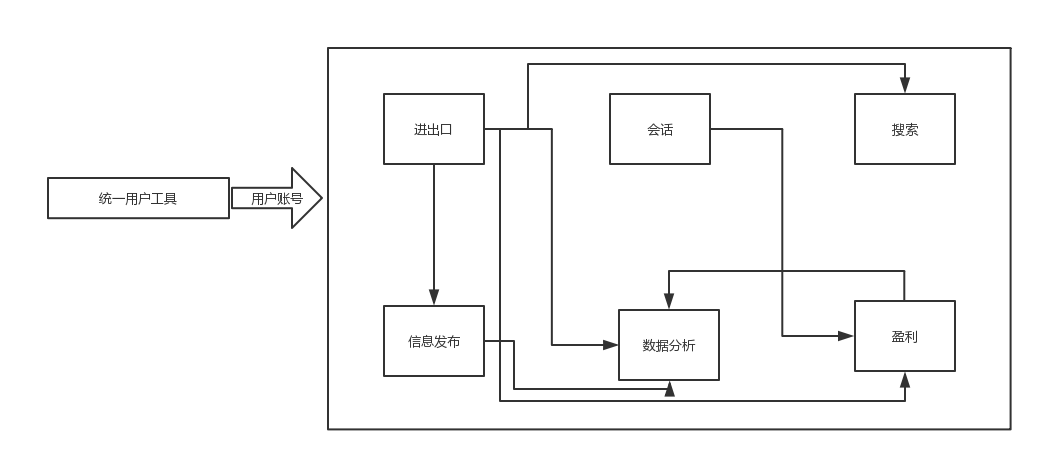 进出口
会话
搜索
统一用户工具
用户账号
信息发布
数据分析
盈利